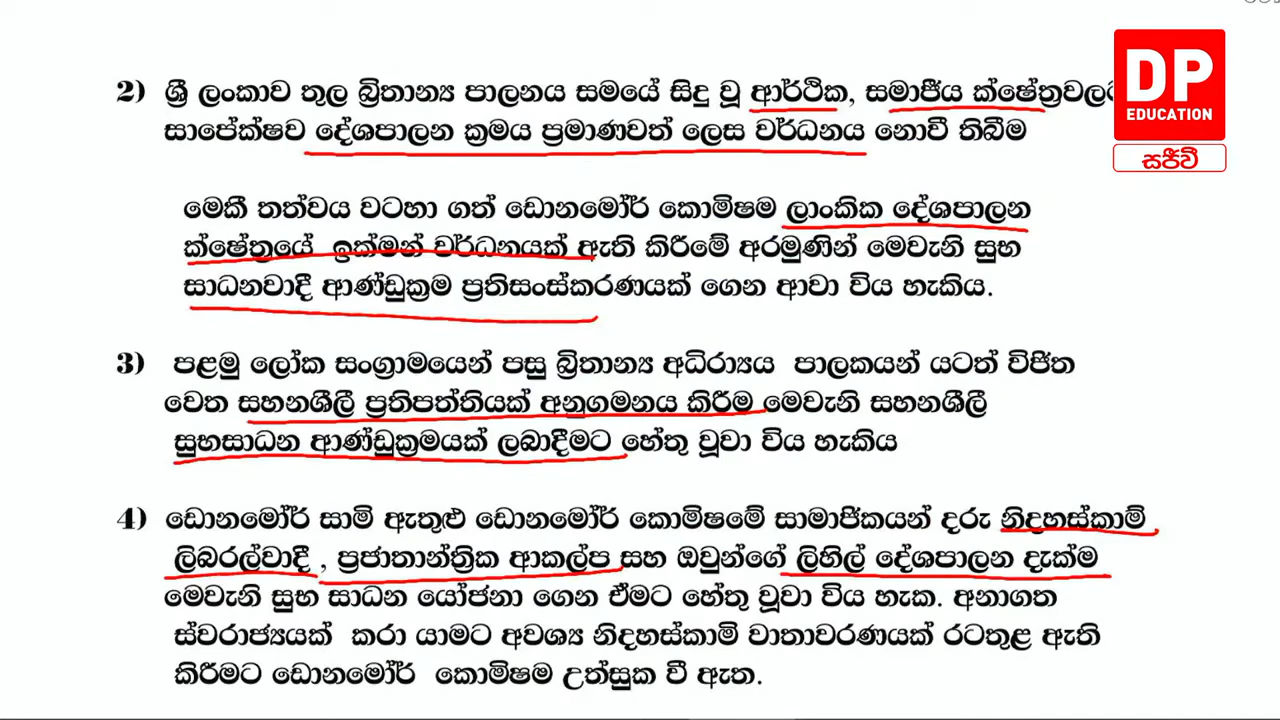 2) ශ්‍රී ලංකාව තුල බ්‍රිතාන්‍ය පාලනය සමයේ සිදු වූ ආර්ථික, සමාජීය ක්ෂේත්‍රවලට
සාපේක්ෂව දේශපාලන ක්‍රමය ප්‍රමාණවත් ලෙස වර්ධනය නොවී තිබීම
DP
EDUCATION
සජීවී
මෙකී තත්වය වටහා ගත් ඩොනමෝර් කොමිෂම ලාංකික දේශපාලන
ක්ෂේත්‍රයේ ඉක්මන් වර්ධනයක් ඇති කිරීමේ අරමුණින් මෙවැනි සුභ
සාධනවාදී ආණ්ඩුක්‍රම ප්‍රතිසංස්කරණයක් ගෙන ආවා විය හැකිය.
3) පළමු ලෝක සංග්‍රාමයෙන් පසු බ්‍රිතාන්‍ය අධිරාජ්‍යය පාලකයන් යටත් විජිත
වෙත සහනශීලී ප්‍රතිපත්තියක් අනුගමනය කිරීම මෙවැනි සහනශීලී
සුභසාධන ආණ්ඩුක්‍රමයක් ලබාදීමට හේතු වූවා විය හැකිය
4) ඩොනමෝර් සාමි ඇතුළු ඩොනමෝර් කොමිෂමේ සාමාජිකයන් දරූ නිදහස්කාමී
ලිබරල්වාදී , ප්‍රජාතාන්ත්‍රික ආකල්ප සහ ඔවුන්ගේ ලිහිල් දේශපාලන දැක්ම
මෙවැනි සුභ සාධන යෝජනා ගෙන ඒමට හේතු වූවා විය හැක. අනාගත
ස්වරාජ්‍යයක් කරා යාමට අවශ්‍ය නිදහස්කාමි වාතාවරණයක් රටතුළ ඇති
කිරීමට ඩොනමෝර් කොමිෂම උත්සුක වී ඇත.